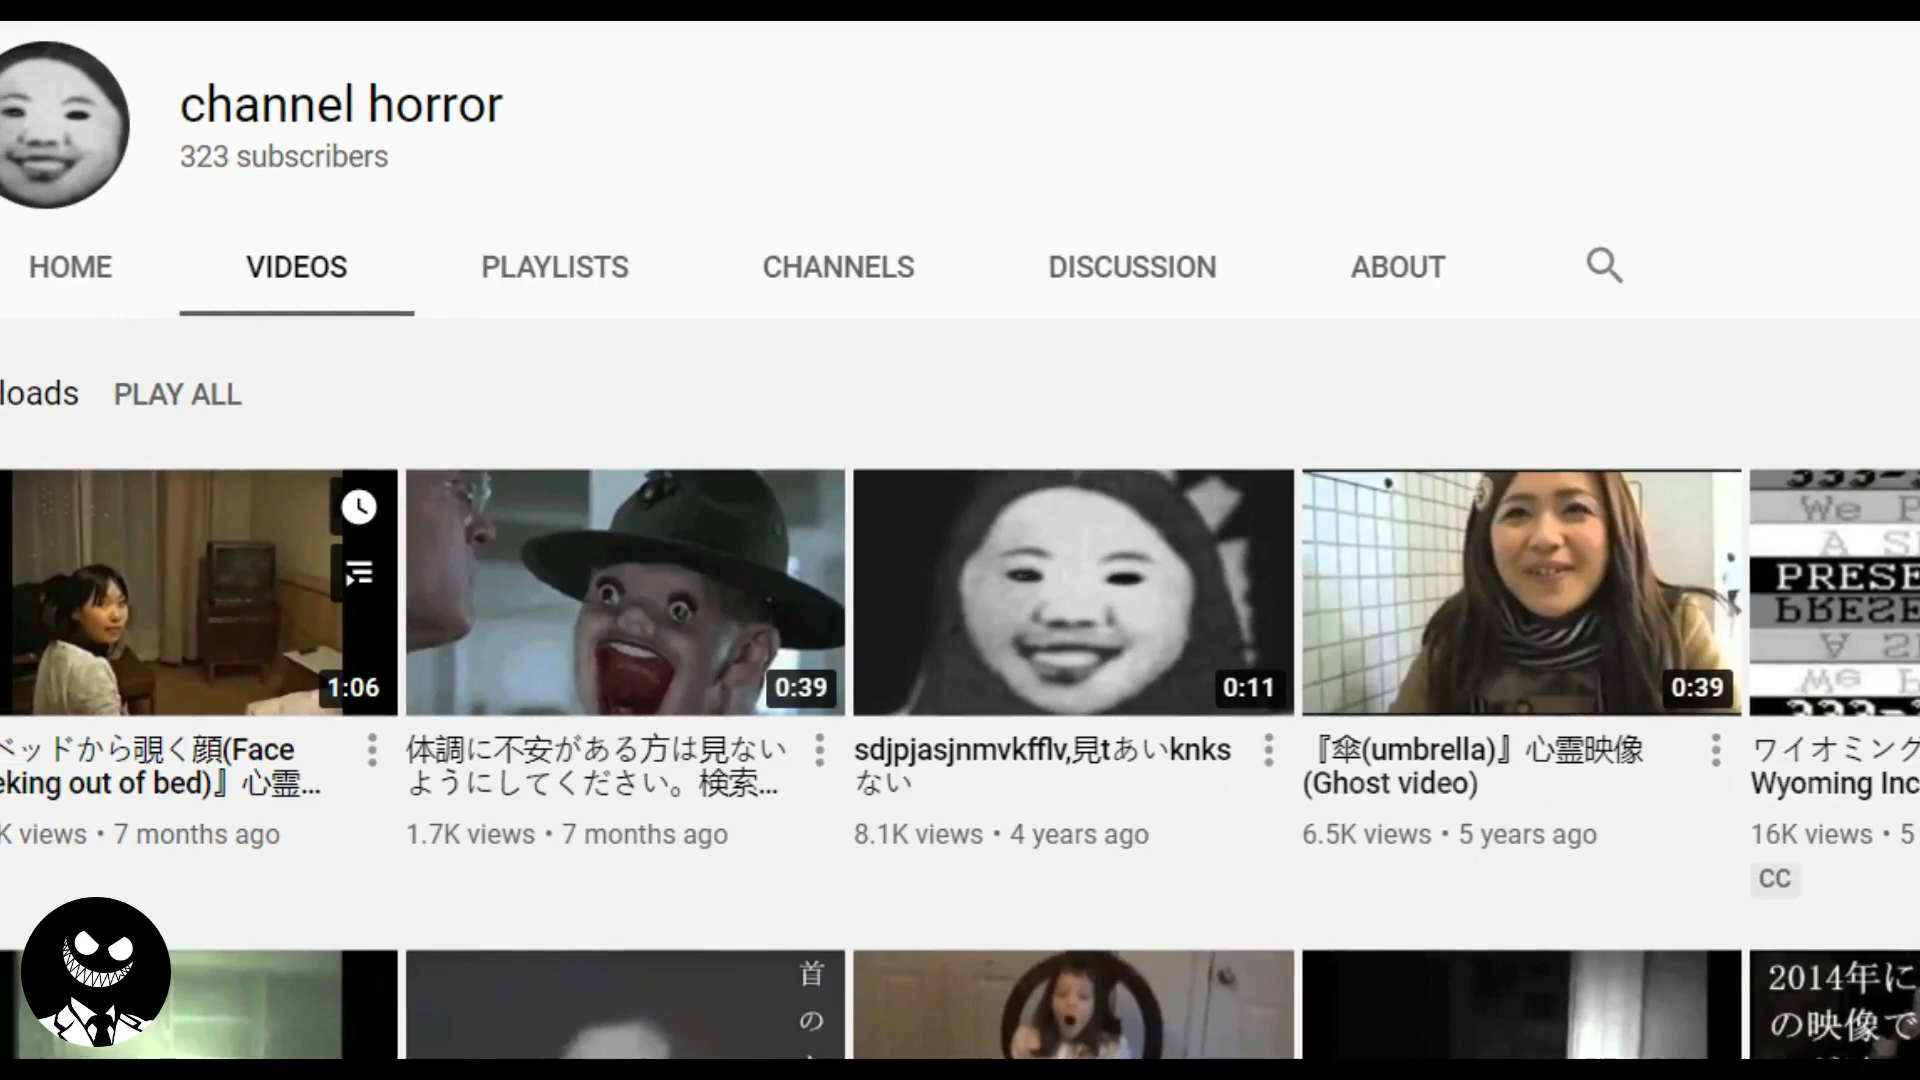 channel horror
323 subscribers
HOME VIDEOS PLAYLISTS CHANNELS DISCUSSION ABOUT
loads PLAY ALL
333-
We P
A S
PRESE
1:06 0:39 0:11 0:39
ベッドから覗く顔(Face
eking out of bed)』心霊...
K views • 7 months ago
体調に不安がある方は見ない
ようにしてください。検索...
1.7K views • 7 months ago
sdjpjasjnmvkfflv,見tあいknks
ない
8.1K views • 4 years ago
『傘(umbrella)』心霊映像
(Ghost video)
6.5K views • 5 years ago
ワイオミング
Wyoming Inc
16K views • 5
CC
首
の
2014年に
の映像で